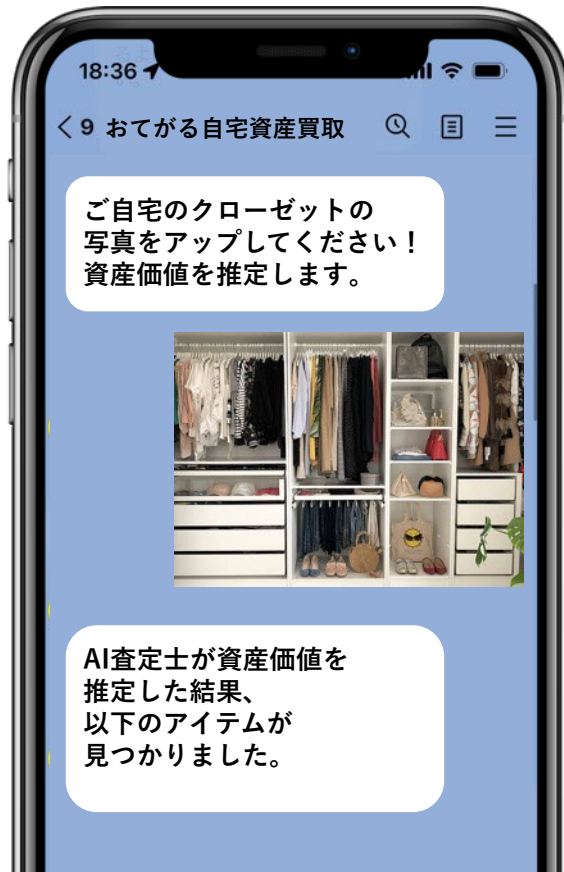 18:36
9 おてがる自宅資産買取
ご自宅のクローゼットの
写真をアップしてください！
資産価値を推定します。
AI査定士が資産価値を
推定した結果、
以下のアイテムが
見つかりました。